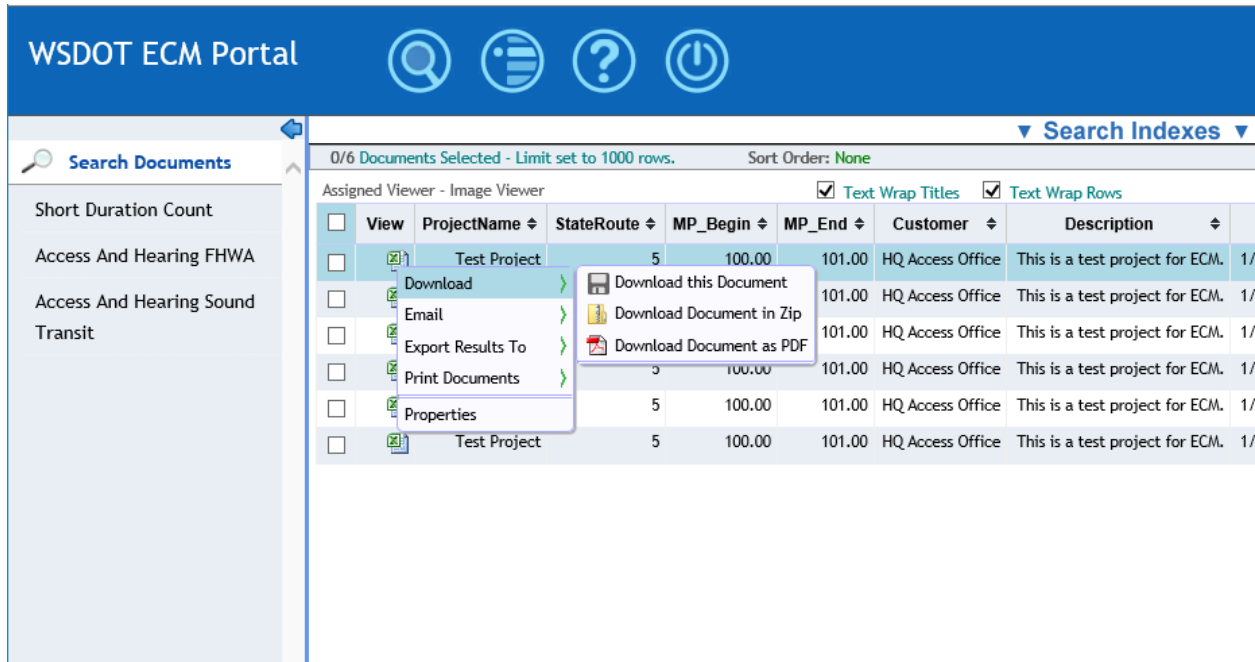 WSDOT ECM Portal
▼ Search Indexes ▼
Search Documents
0/6 Documents Selected - Limit set to 1000 rows. Sort Order: None
Assigned Viewer - Image Viewer Text Wrap Titles Text Wrap Rows
Short Duration Count
Access And Hearing FHWA
Access And Hearing Sound
Transit
View ProjectName StateRoute MP_Begin MP_End Customer Description
Test Project 5 100.00 101.00 HQ Access Office This is a test project for ECM. 1/
101.00 HQ Access Office This is a test project for ECM. 1/
101.00 HQ Access Office This is a test project for ECM. 1/
5 100.00 101.00 HQ Access Office This is a test project for ECM. 1/
5 100.00 101.00 HQ Access Office This is a test project for ECM. 1/
Test Project 5 100.00 101.00 HQ Access Office This is a test project for ECM. 1/
Download
Email
Export Results To
Print Documents
Properties
Download this Document
Download Document in Zip
Download Document as PDF